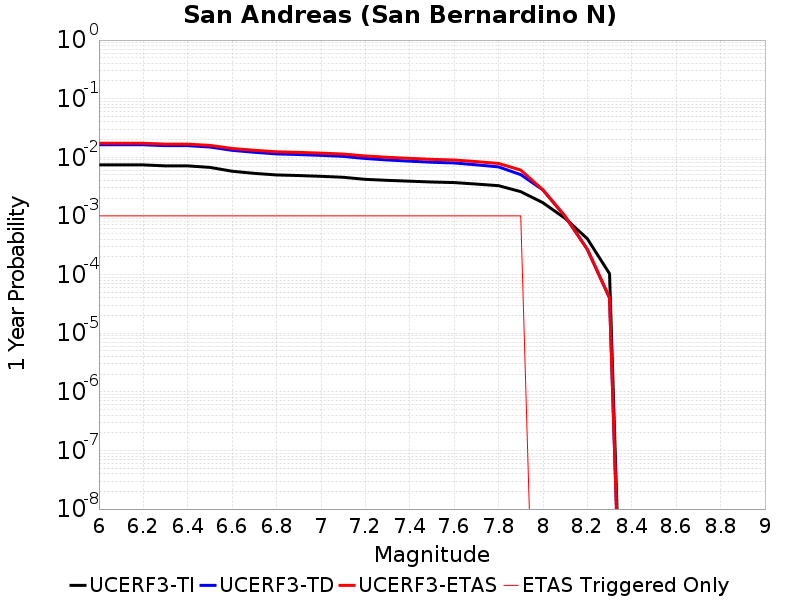 San Andreas (San Bernardino N)
10^0
10^-1
10^-2
10^-3
10^-4
10^-5
10^-6
10^-7
10^-8
1 Year Probability
6 6.2 6.4 6.6 6.8 7 7.2 7.4 7.6 7.8 8 8.2 8.4 8.6 8.8 9
Magnitude
UCERF3-TI UCERF3-TD UCERF3-ETAS ETAS Triggered Only